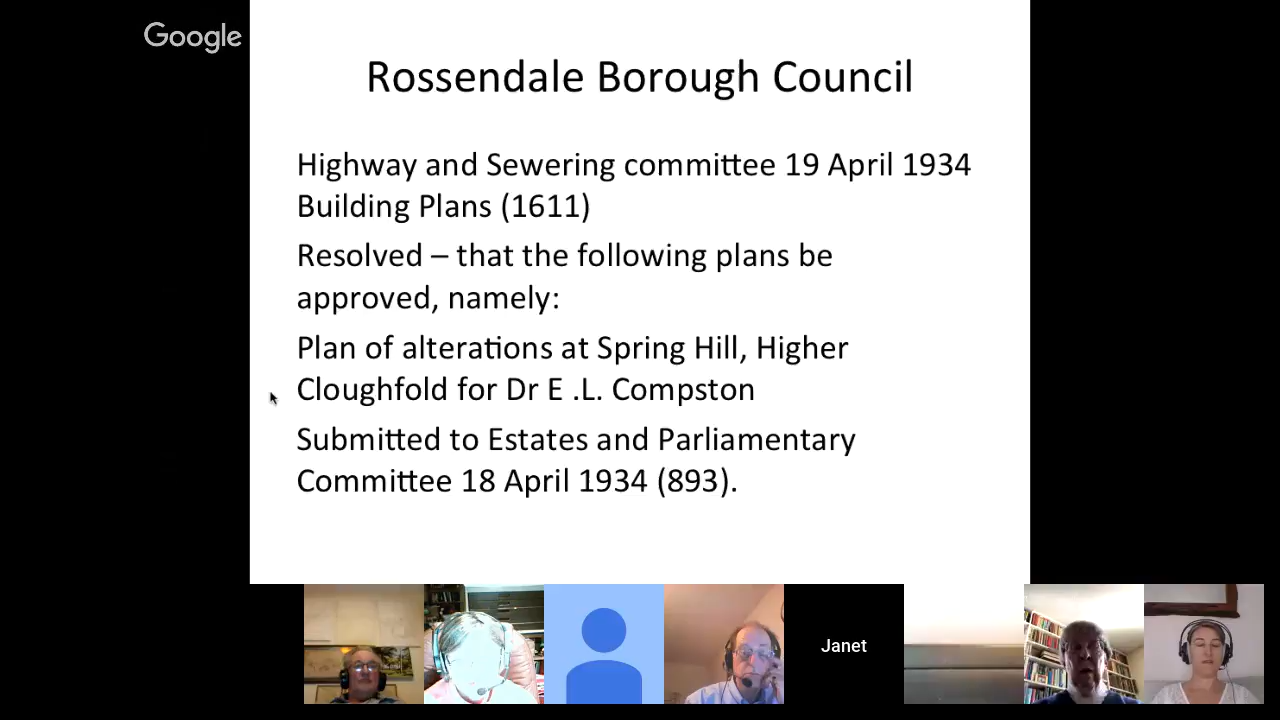 Google
Rossendale Borough Council
Highway and Sewering committee 19 April 1934
Building Plans (1611)
Resolved – that the following plans be
approved, namely:
Plan of alterations at Spring Hill, Higher
Cloughfold for Dr E .L. Compston
Submitted to Estates and Parliamentary
Committee 18 April 1934 (893).
Janet